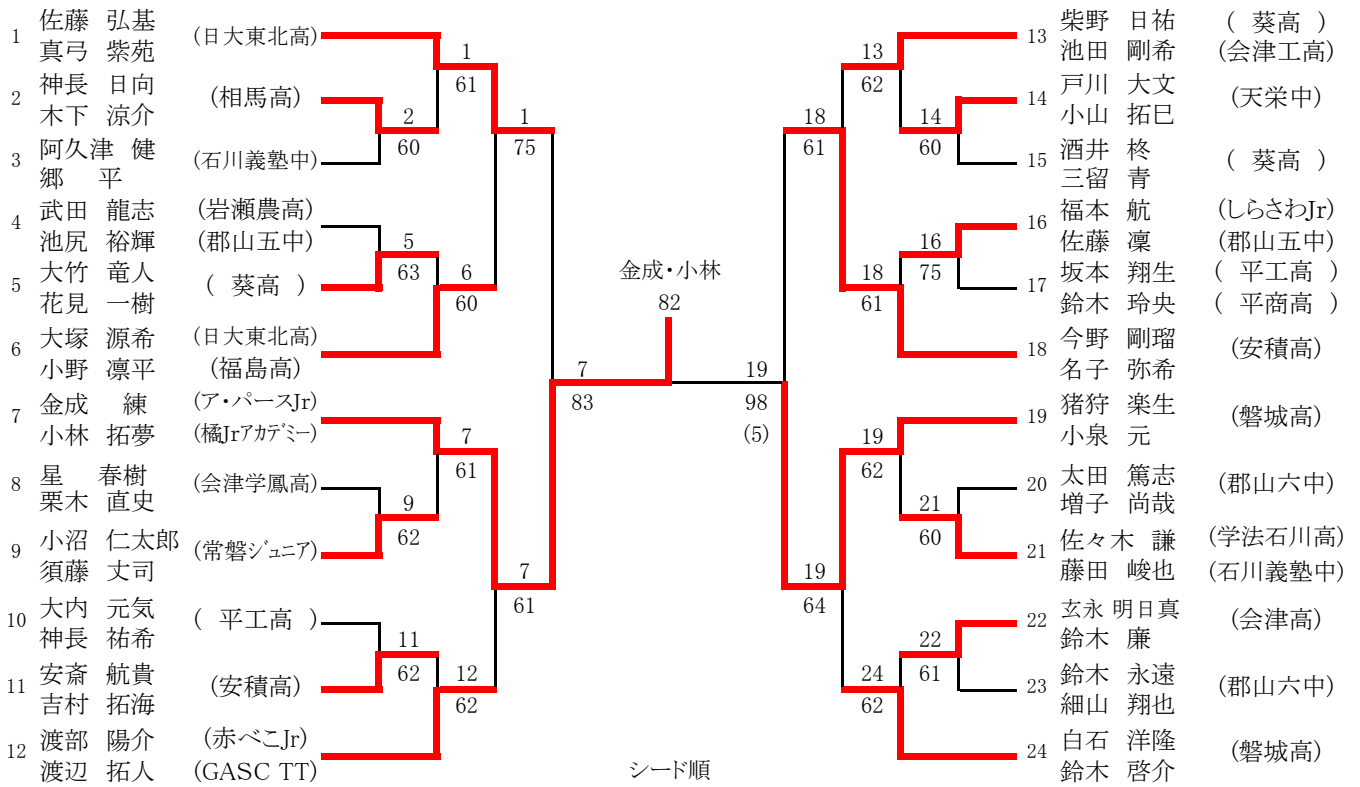 1 佐藤 弘基 (日大東北高)
真弓 紫苑
2 神長 日向 (相馬高)
木下 涼介
3 阿久津 健 (石川義塾中)
郷 平
4 武田 龍志 (岩瀬農高)
池尻 裕輝 (郡山五中)
5 大竹 竜人 ( 葵高 )
花見 一樹
6 大塚 源希 (日大東北高)
小野 凛平 (福島高)
7 金成 練 (ア・パースJr)
小林 拓夢 (橘Jrアカデミー)
8 星 春樹 (会津学鳳高)
栗木 直史
9 小沼 仁太郎 (常磐ジュニア)
須藤 丈司
10 大内 元気 ( 平工高 )
神長 祐希
11 安斎 航貴 (安積高)
吉村 拓海
12 渡部 陽介 (赤べこJr)
渡辺 拓人 (GASC TT)
1
61
2
60
1
75
5
63
6
60
7
61
9
62
7
61
11
62
12
62
7
83
金成・小林
82
19
98
(5)
シード順
13
62
14
60
18
61
16
75
18
61
19
62
21
60
19
64
22
61
24
62
13 柴野 日祐 ( 葵高 )
池田 剛希 (会津工高)
14 戸川 大文 (天栄中)
小山 拓巳
15 酒井 柊 ( 葵高 )
三留 青
16 福本 航 (しらさわJr)
佐藤 凜 (郡山五中)
17 坂本 翔生 ( 平工高 )
鈴木 玲央 ( 平商高 )
18 今野 剛瑠 (安積高)
名子 弥希
19 猪狩 楽生 (磐城高)
小泉 元
20 太田 篤志 (郡山六中)
増子 尚哉
21 佐々木 謙 (学法石川高)
藤田 峻也 (石川義塾中)
22 玄永 明日真 (会津高)
鈴木 廉
23 鈴木 永遠 (郡山六中)
細山 翔也
24 白石 洋隆 (磐城高)
鈴木 啓介